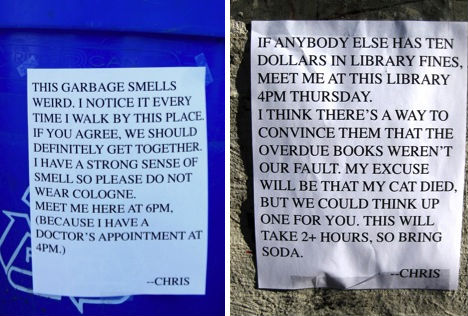 THIS GARBAGE SMELLS
WEIRD. I NOTICE IT EVERY
TIME I WALK BY THIS PLACE.
IF YOU AGREE, WE SHOULD
DEFINITELY GET TOGETHER.
I HAVE A STRONG SENSE OF
SMELL SO PLEASE DO NOT
WEAR COLOGNE.
MEET ME HERE AT 6PM,
(BECAUSE I HAVE A
DOCTOR'S APPOINTMENT AT
4PM.)
--CHRIS
IF ANYBODY ELSE HAS TEN
DOLLARS IN LIBRARY FINES,
MEET ME AT THIS LIBRARY
4PM THURSDAY.
I THINK THERE'S A WAY TO
CONVINCE THEM THAT THE
OVERDUE BOOKS WEREN'T
OUR FAULT. MY EXCUSE
WILL BE THAT MY CAT DIED,
BUT WE COULD THINK UP
ONE FOR YOU. THIS WILL
TAKE 2+ HOURS, SO BRING
SODA.
--CHRIS